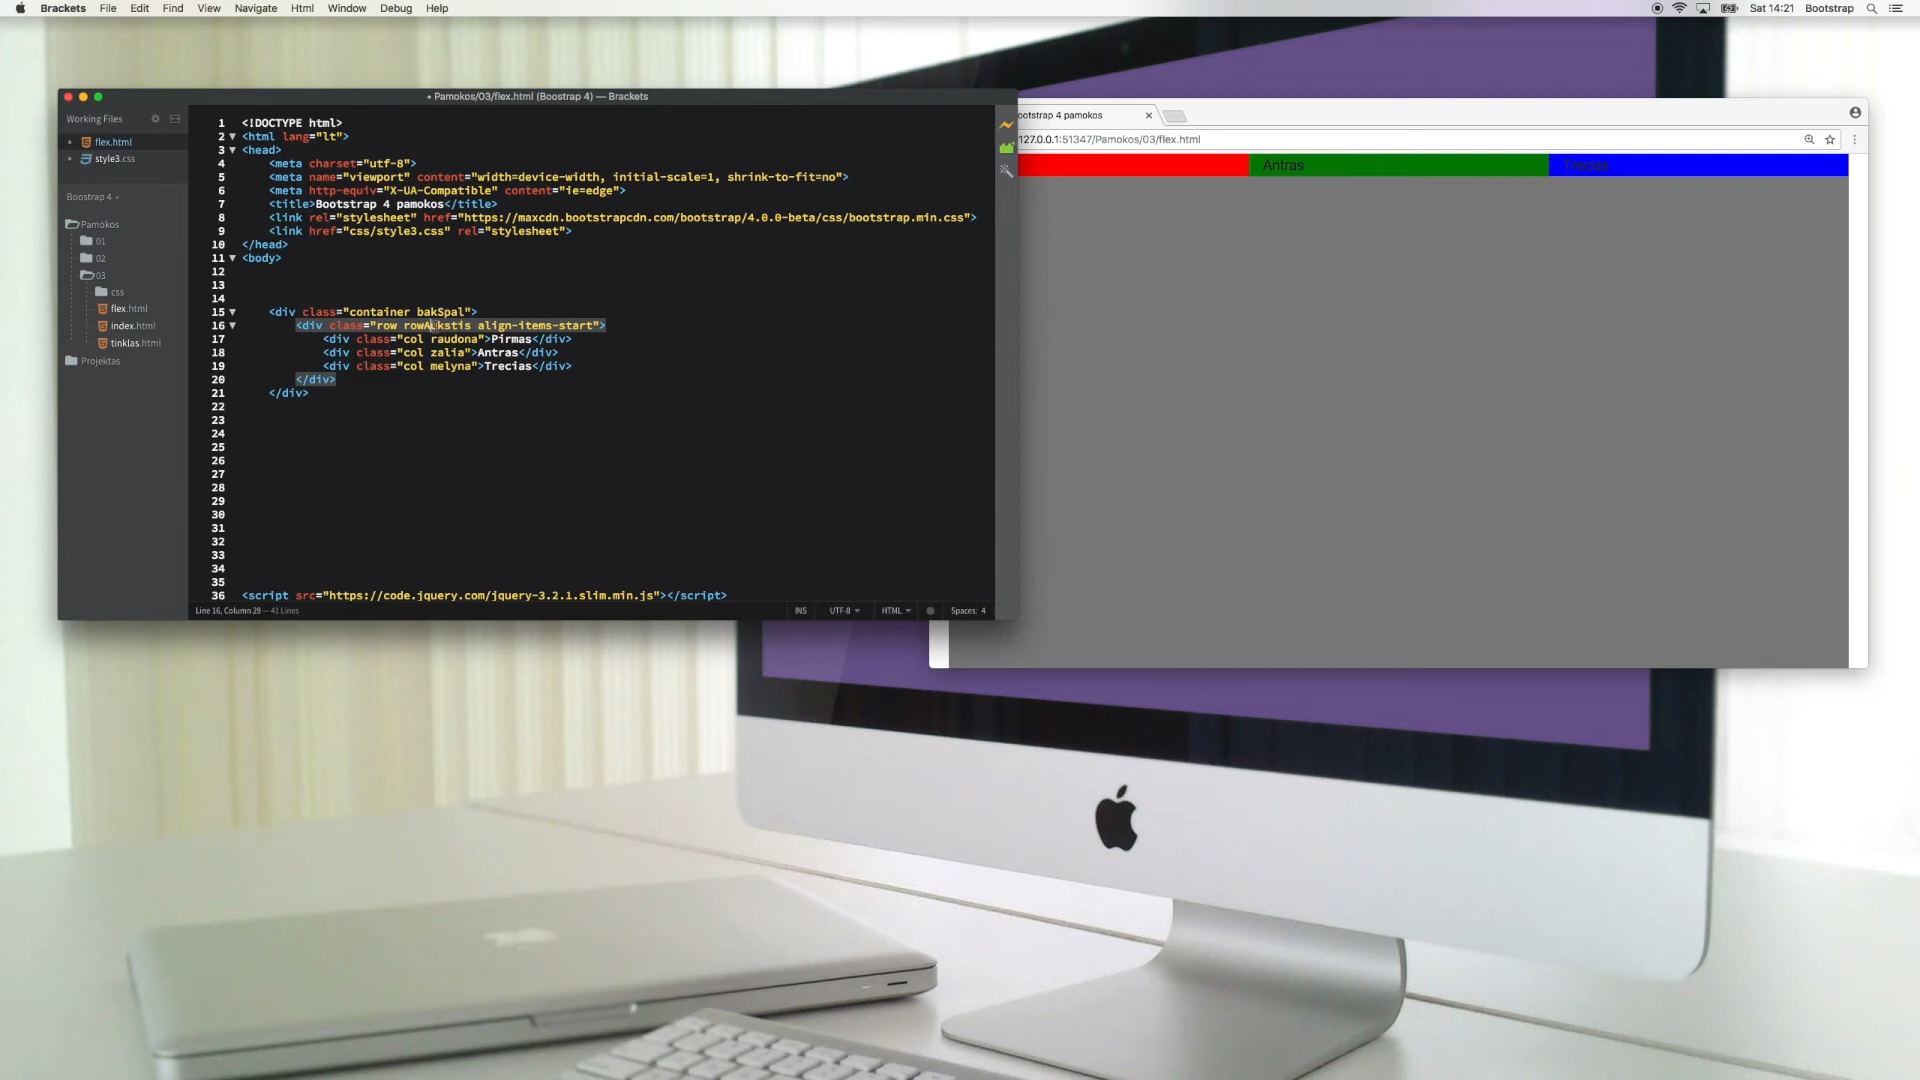 Brackets File Edit Find View Navigate Html Window Debug Help
Sat 14:21 Bootstrap
• Pamokos/03/flex.html (Boostrap 4) — Brackets
Working Files
flex.html
style3.css
Boostrap 4
Pamokos
01
02
03
css
flex.html
index.html
tinklas.html
Projektas
1 <!DOCTYPE html>
2 <html lang="lt">
3 <head>
4 <meta charset="utf-8">
5 <meta name="viewport" content="width=device-width, initial-scale=1, shrink-to-fit=no">
6 <meta http-equiv="X-UA-Compatible" content="ie=edge">
7 <title>Bootstrap 4 pamokos</title>
8 <link rel="stylesheet" href="https://maxcdn.bootstrapcdn.com/bootstrap/4.0.0-beta/css/bootstrap.min.css">
9 <link href="css/style3.css" rel="stylesheet">
10 </head>
11 <body>
12
13
14
15 <div class="container bakSpal">
16 <div class="row rowAukstis align-items-start">
17 <div class="col raudona">Pirmas</div>
18 <div class="col zalia">Antras</div>
19 <div class="col melyna">Trecias</div>
20 </div>
21 </div>
22
23
24
25
26
27
28
29
30
31
32
33
34
35
36 <script src="https://code.jquery.com/jquery-3.2.1.slim.min.js"></script>
Line 16, Column 29 — 41 Lines
INS UTF-8 HTML Spaces: 4
ootstrap 4 pamokos
127.0.0.1:51347/Pamokos/03/flex.html
Antras
Trecias